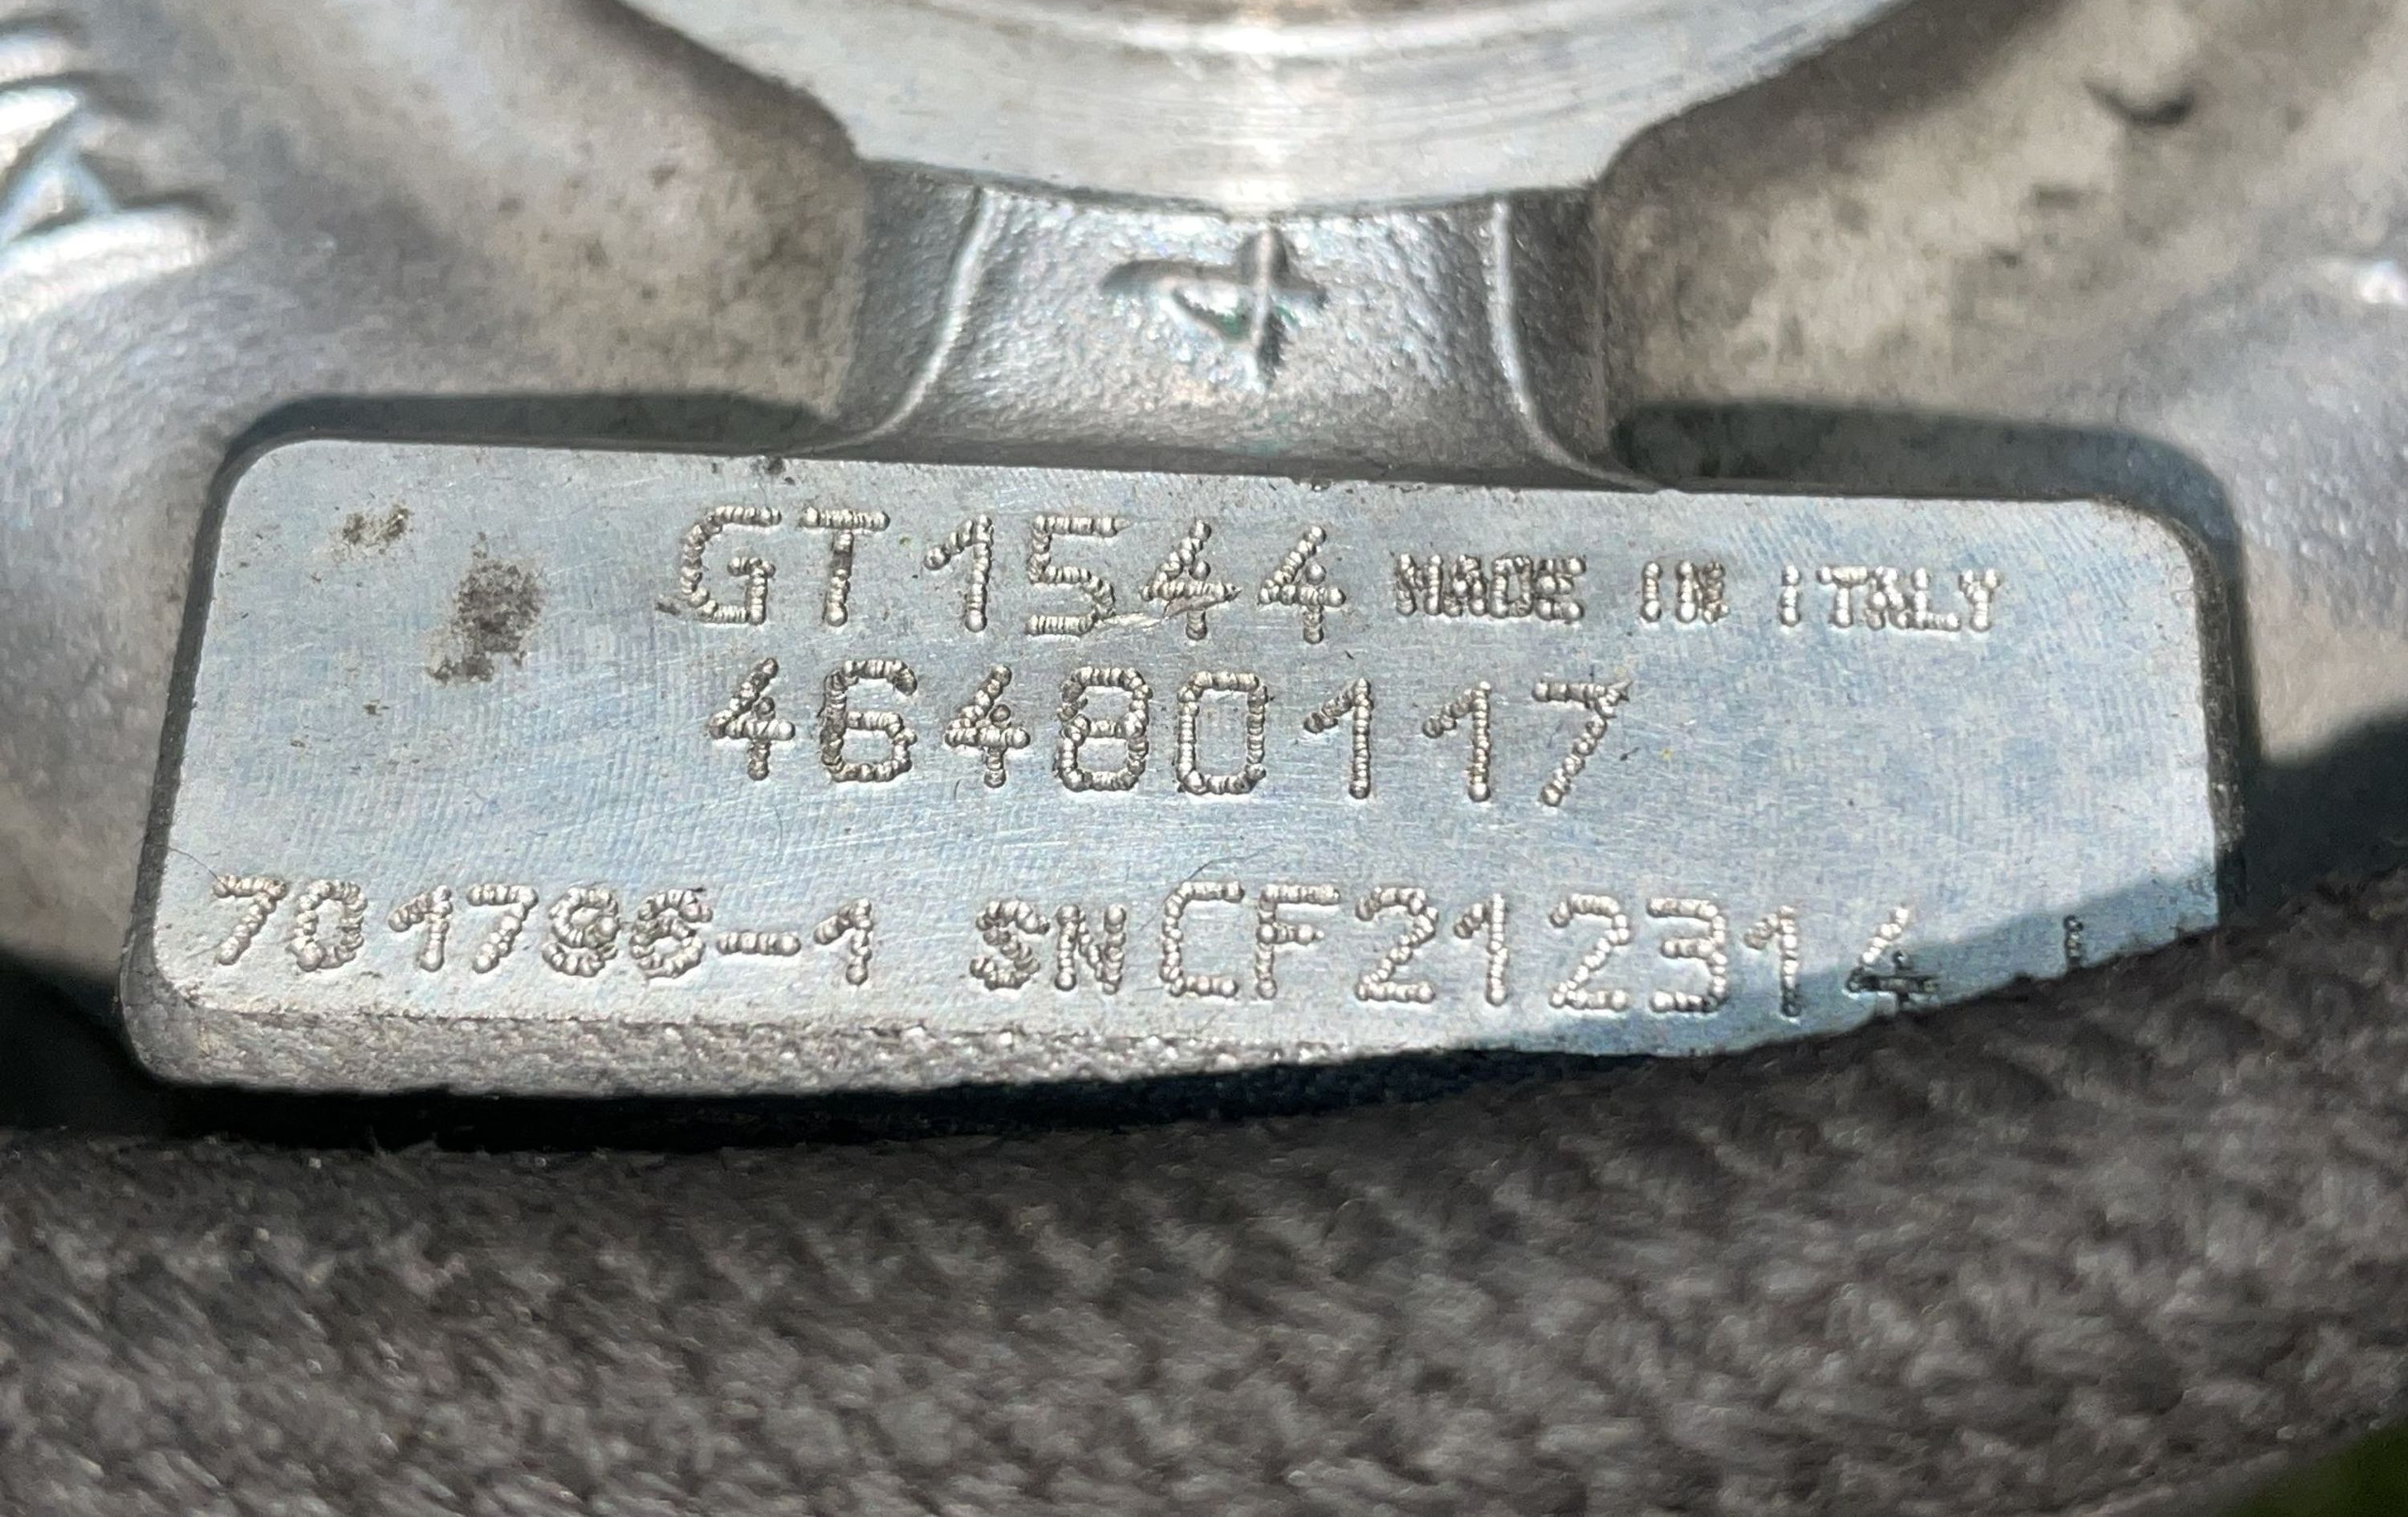 GT1544 MADE IN iTALY
46480117
701796-1 SNCF212314